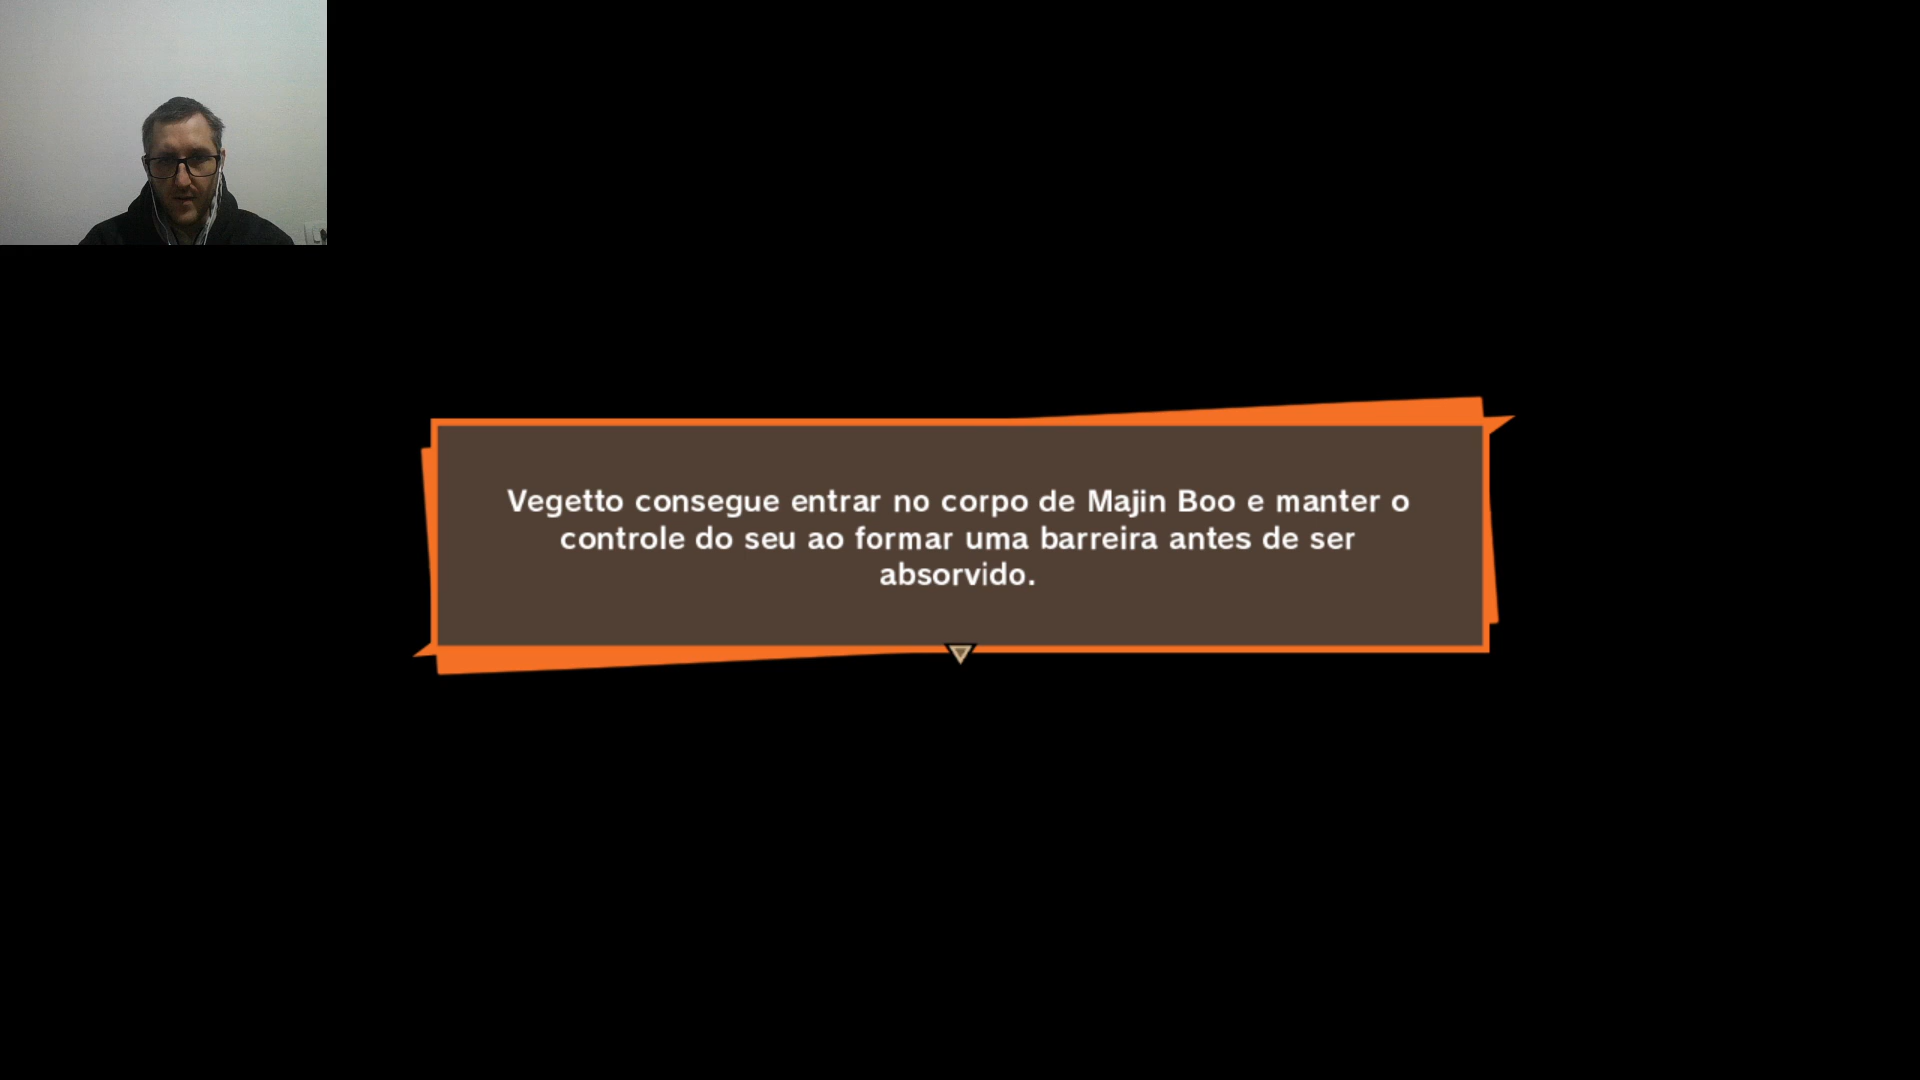 Vegetto consegue entrar no corpo de Majin Boo e manter o
controle do seu ao formar uma barreira antes de ser
absorvido.